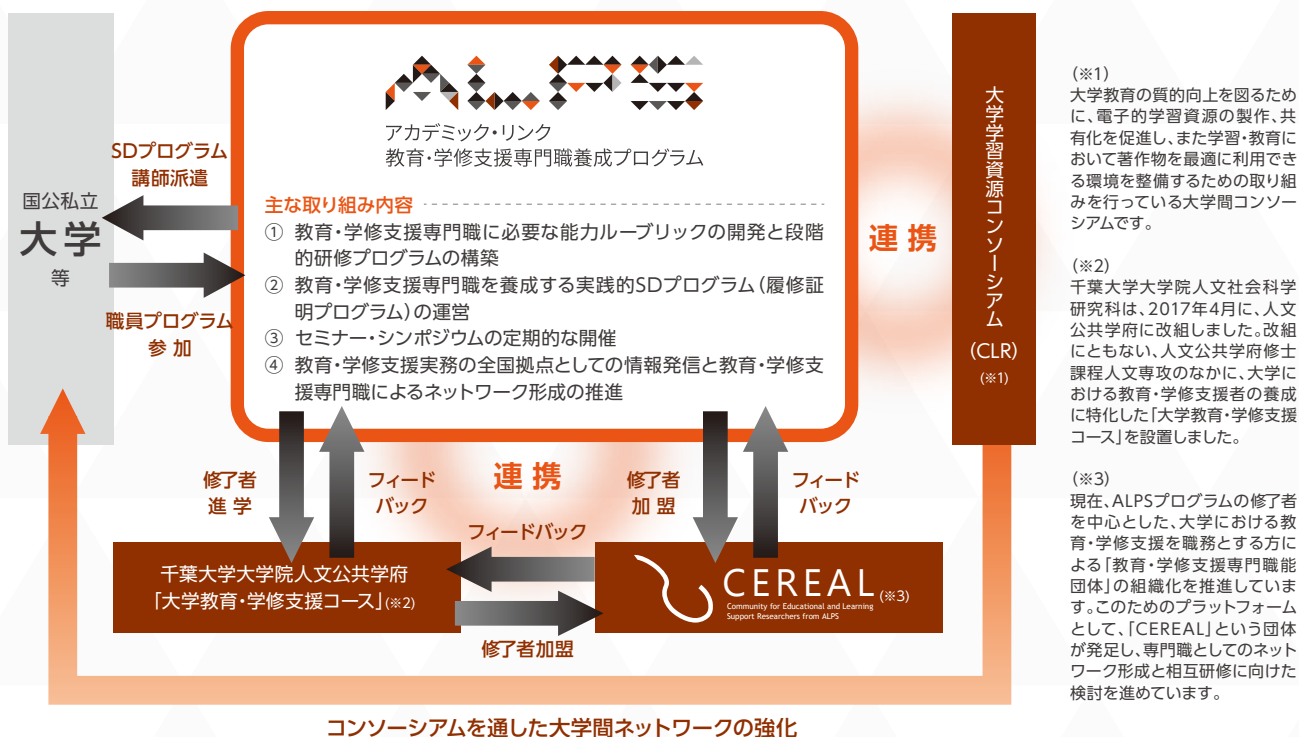 ALPS
アカデミック・リンク
教育・学修支援専門職養成プログラム
主な取り組み内容
① 教育・学修支援専門職に必要な能力ルーブリックの開発と段階
的研修プログラムの構築
② 教育・学修支援専門職を養成する実践的SDプログラム(履修証
明プログラム)の運営
③ セミナー・シンポジウムの定期的な開催
④ 教育・学修支援実務の全国拠点としての情報発信と教育・学修支
援専門職によるネットワーク形成の推進
国公私立
大学
等
SDプログラム
講師派遣
職員プログラム
参 加
連 携
大学学習資源コンソーシアム
(CLR)
(※1)
修了者
進 学
フィード
バック
連 携
修了者
加 盟
フィード
バック
フィードバック
千葉大学大学院人文公共学府
「大学教育・学修支援コース」(※2)
CEREAL (※3)
Community for Educational and Learning
Support Researchers from ALPS
修了者加盟
コンソーシアムを通した大学間ネットワークの強化
(※1)
大学教育の質的向上を図るため
に、電子的学習資源の製作、共
有化を促進し、また学習・教育に
おいて著作物を最適に利用でき
る環境を整備するための取り組
みを行っている大学間コンソー
シアムです。
(※2)
千葉大学大学院人文社会科学
研究科は、2017年4月に、人文
公共学府に改組しました。改組
にともない、人文公共学府修士
課程人文専攻のなかに、大学に
おける教育・学修支援者の養成
に特化した「大学教育・学修支援
コース」を設置しました。
(※3)
現在、ALPSプログラムの修了者
を中心とした、大学における教
育・学修支援を職務とする方に
よる「教育・学修支援専門職能
団体」の組織化を推進していま
す。このためのプラットフォーム
として、「CEREAL」という団体
が発足し、専門職としてのネット
ワーク形成と相互研修に向けた
検討を進めています。